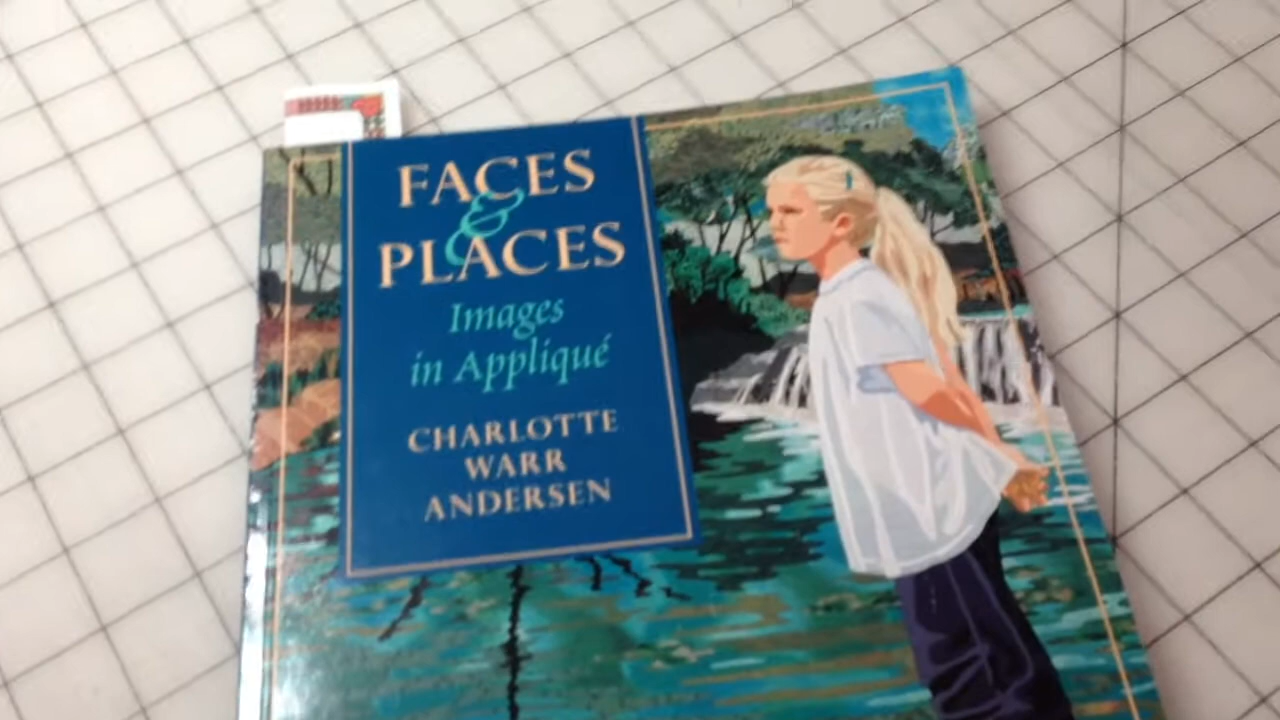 FACES
&
PLACES
Images
in Appliqué
CHARLOTTE
WARR
ANDERSEN